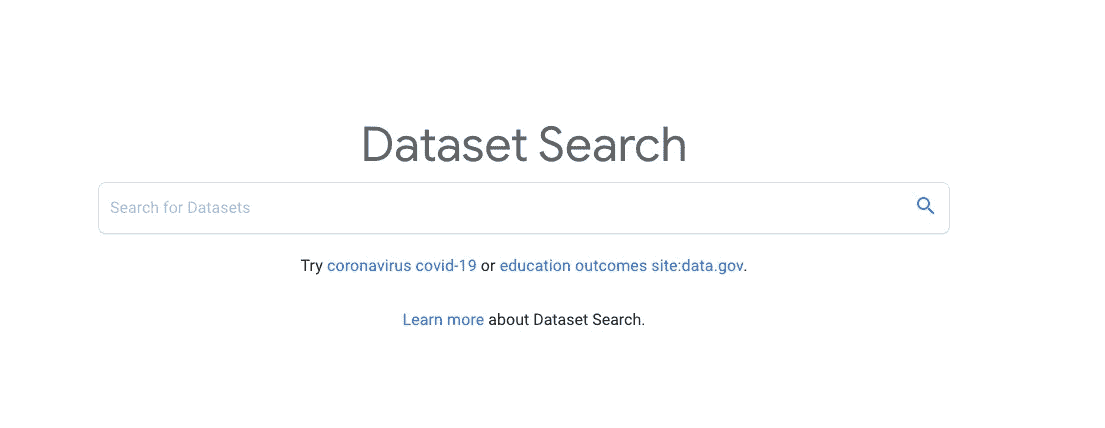 Dataset Search
Search for Datasets
Try coronavirus covid-19 or education outcomes site:data.gov.
Learn more about Dataset Search.